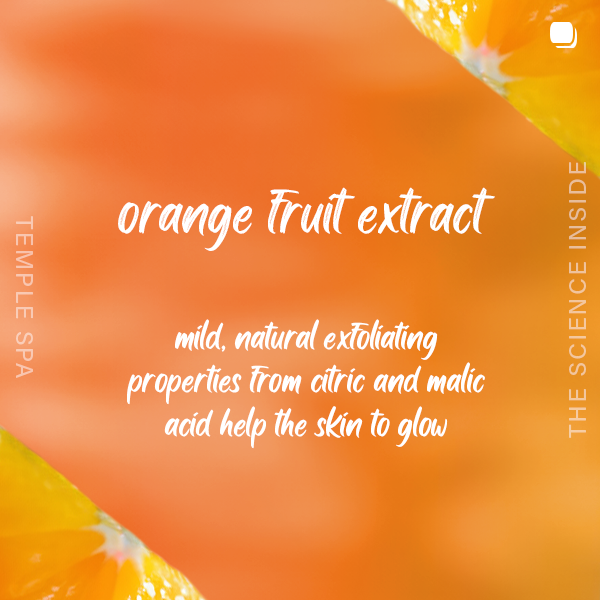 orange fruit extract
mild, natural exfoliating
properties from citric and malic
acid help the skin to glow
TEMPLE SPA
THE SCIENCE INSIDE